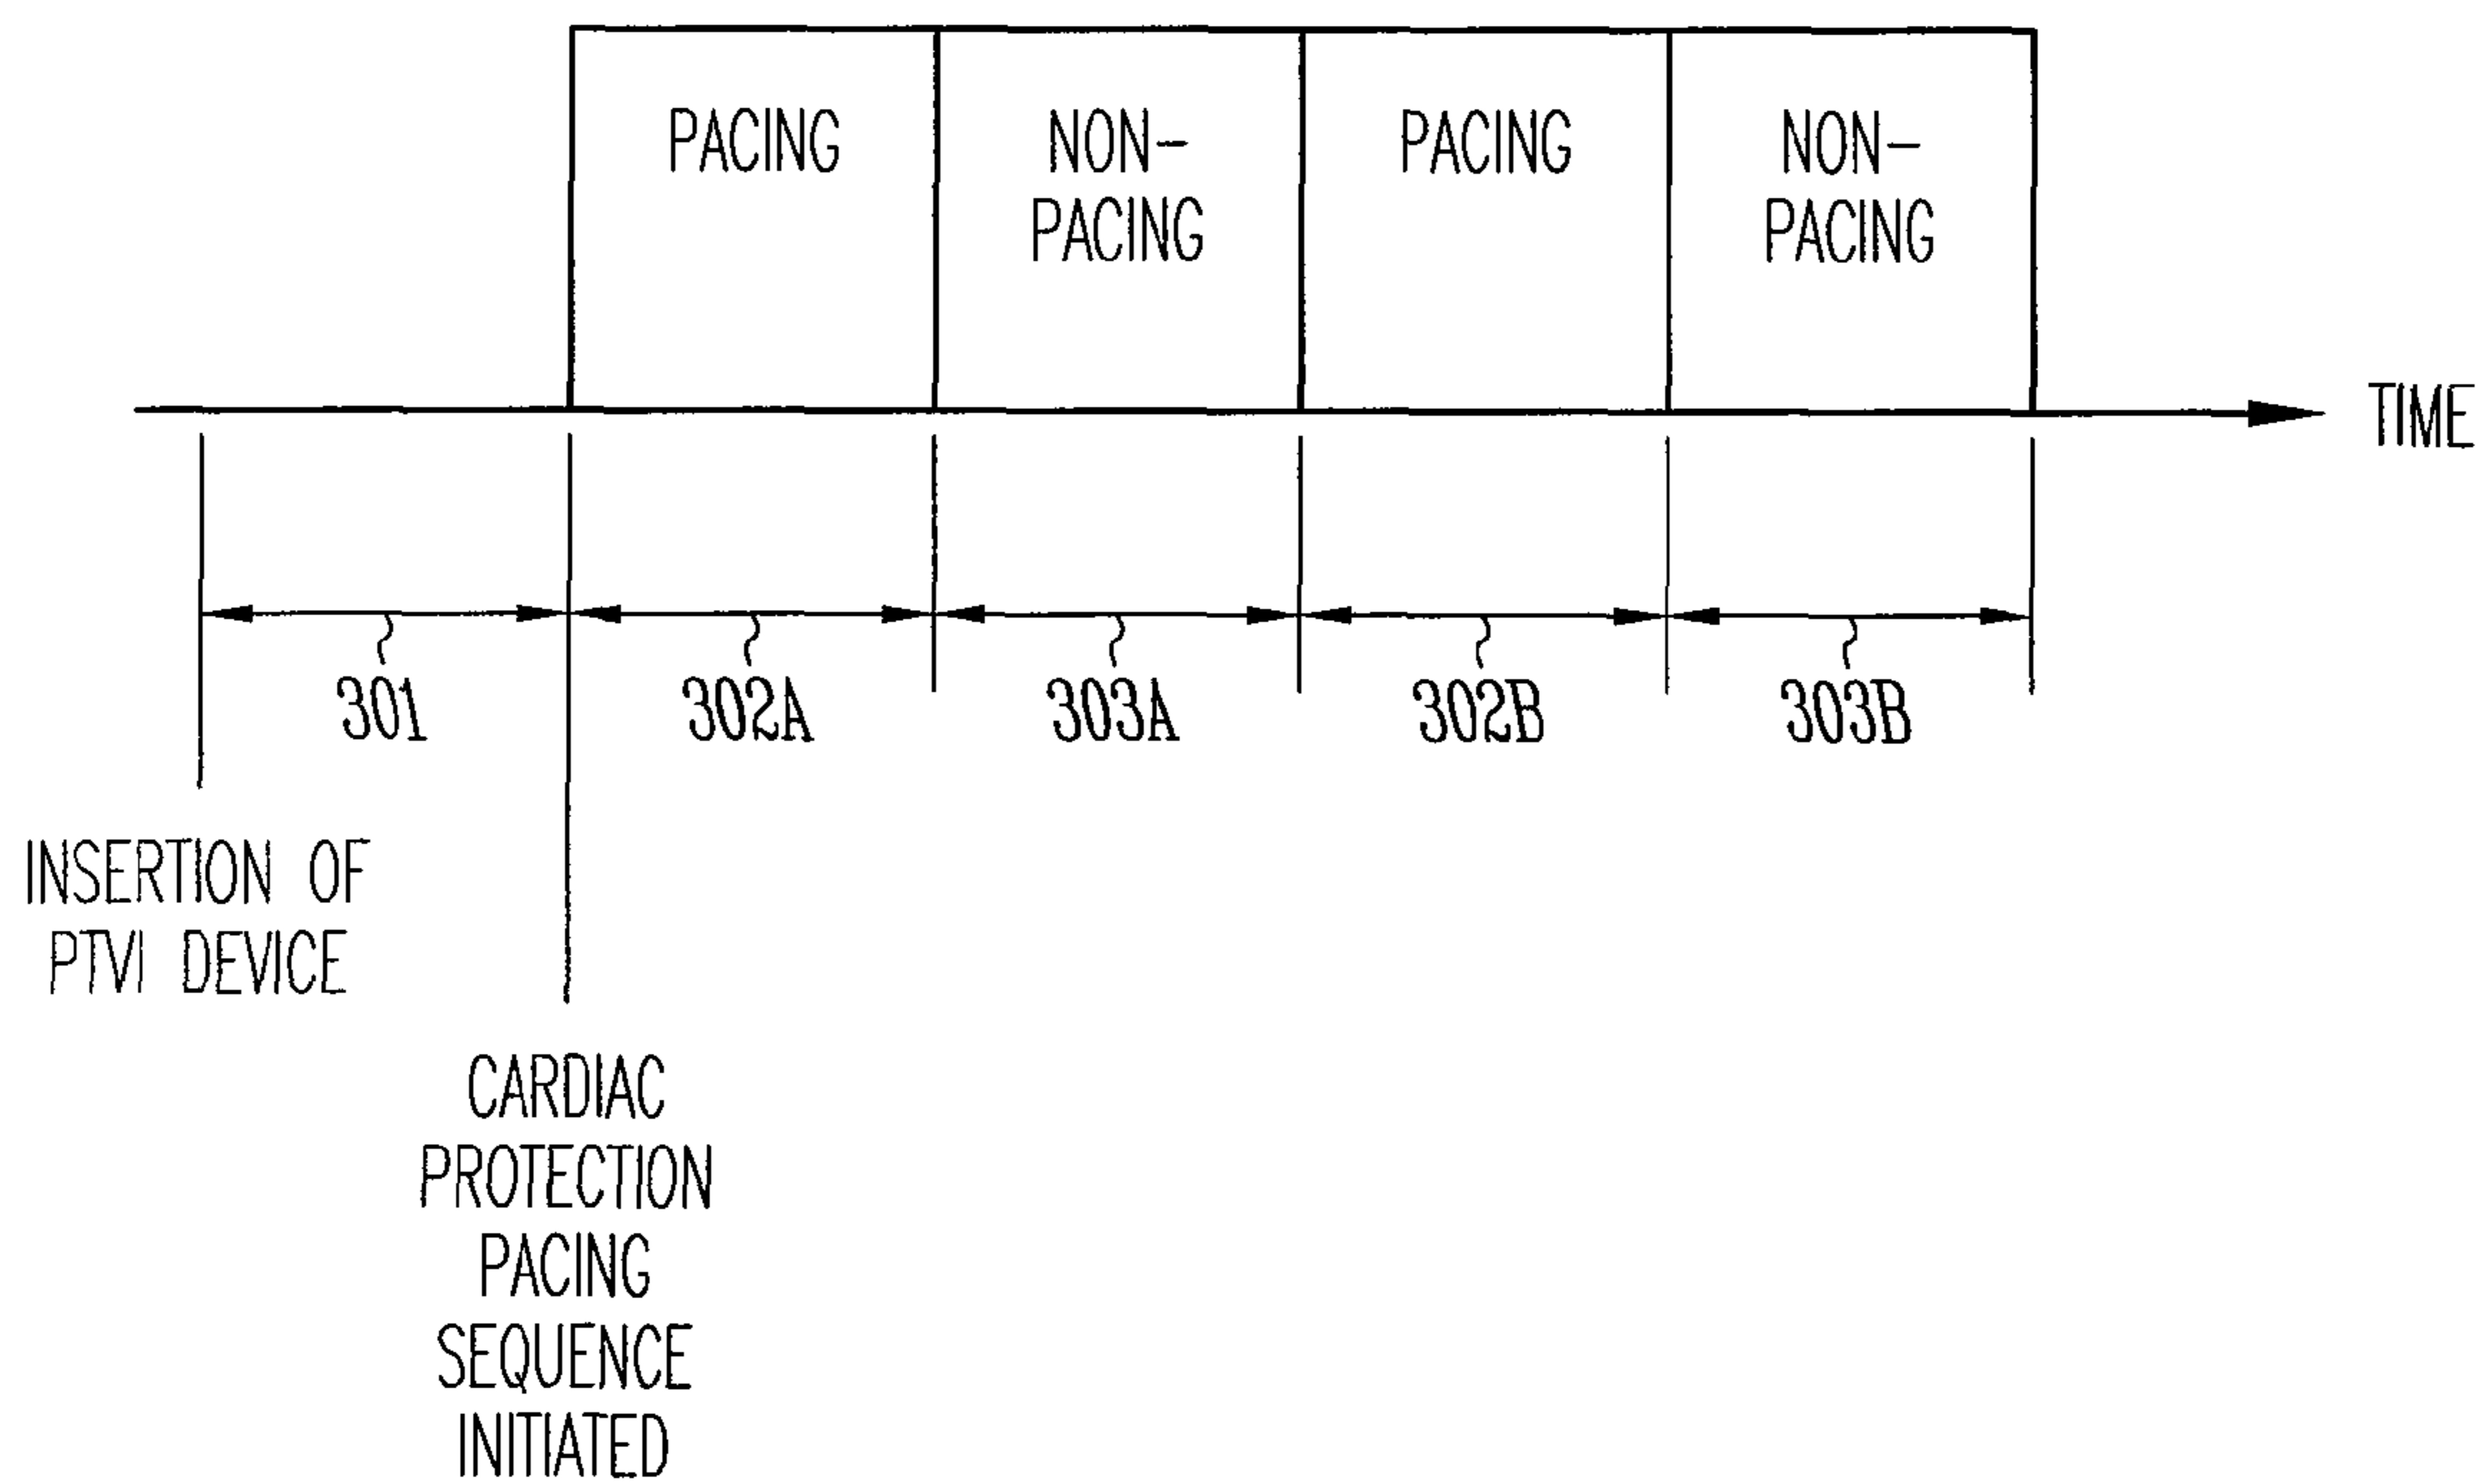 PACING
NON-
PACING
PACING
NON-
PACING
TIME
301
302A
303A
302B
303B
INSERTION OF
PTVI DEVICE
CARDIAC
PROTECTION
PACING
SEQUENCE
INITIATED